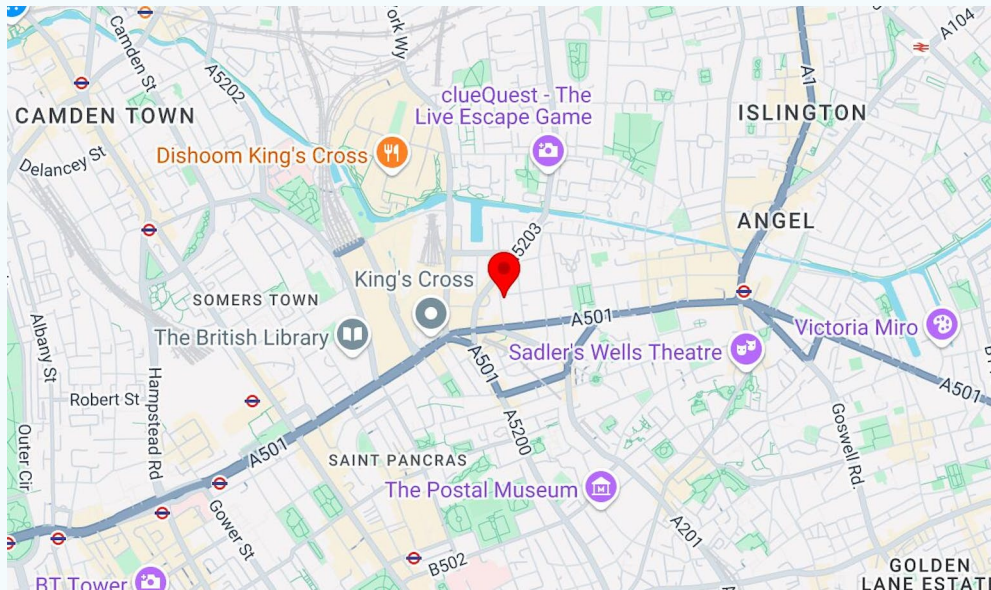 York Wy
A104
Camden St
A5202
A1
clueQuest - The
Live Escape Game
ISLINGTON
CAMDEN TOWN
Dishoom King's Cross
Delancey St
ANGEL
A5203
King's Cross
SOMERS TOWN
A501
The British Library
Victoria Miro
Sadler's Wells Theatre
Albany St
Hampstead Rd
Robert St
A501
A501
Goswell Rd.
A5200
Outer Cir
A501
SAINT PANCRAS
The Postal Museum
Gower St
A201
B502
GOLDEN
LANE ESTATE
BT Tower